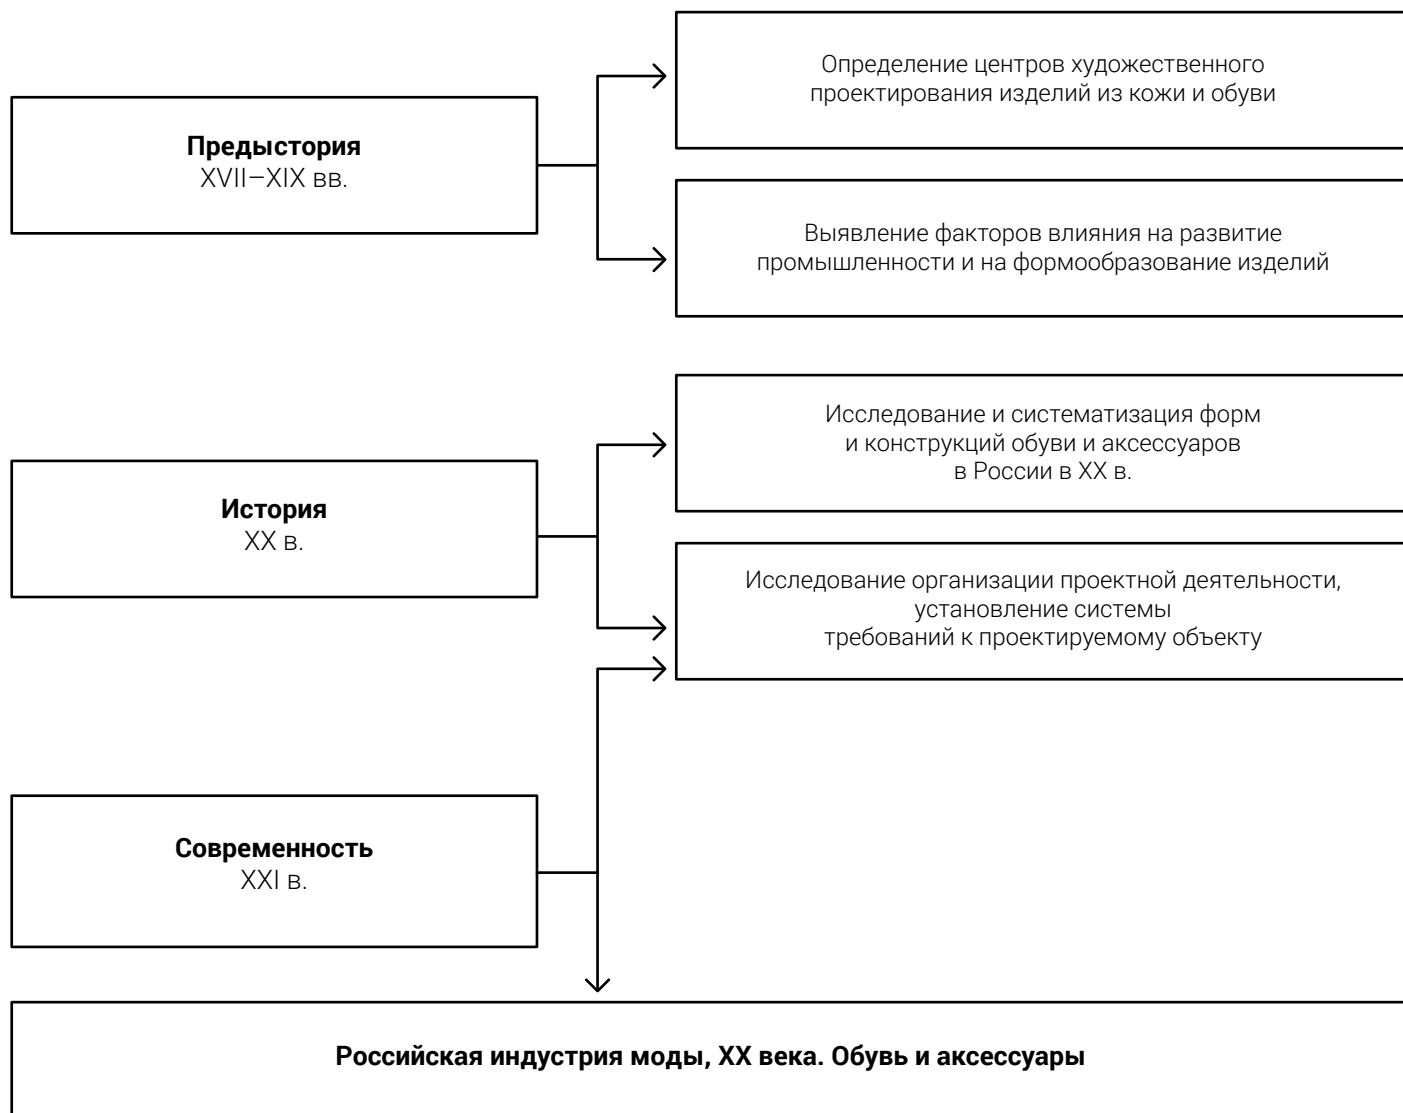 Предыстория
XVII–XIX вв.
Определение центров художественного
проектирования изделий из кожи и обуви
Выявление факторов влияния на развитие
промышленности и на формообразование изделий
История
XX в.
Исследование и систематизация форм
и конструкций обуви и аксессуаров
в России в XX в.
Исследование организации проектной деятельности,
установление системы
требований к проектируемому объекту
Современность
XXI в.
Российская индустрия моды, XX века. Обувь и аксессуары